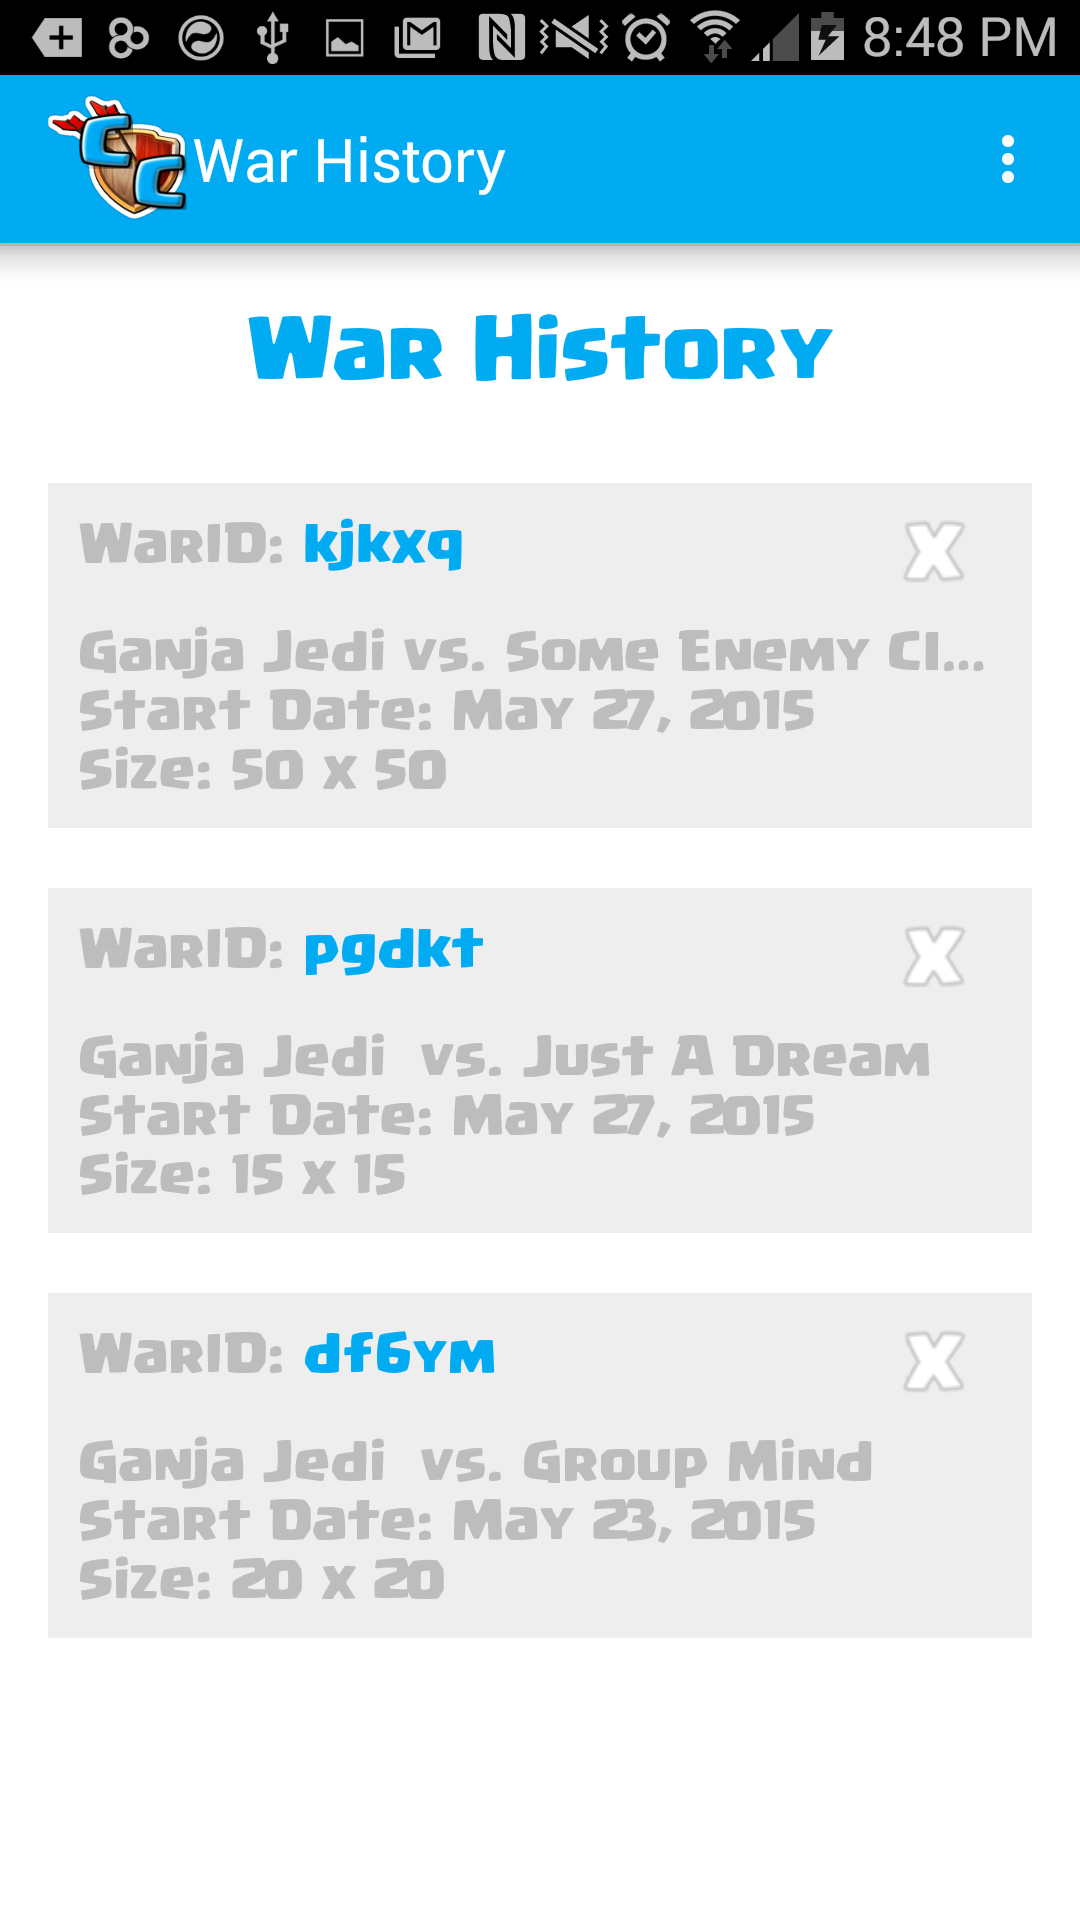 8:48 PM
CC
War History
War History
WarID: kjkxq
X
Ganja Jedi vs. Some Enemy Cl...
Start Date: May 27, 2015
Size: 50 x 50
WarID: pgdkt
X
Ganja Jedi vs. Just A Dream
Start Date: May 27, 2015
Size: 15 x 15
WarID: df6ym
X
Ganja Jedi vs. Group Mind
Start Date: May 23, 2015
Size: 20 x 20